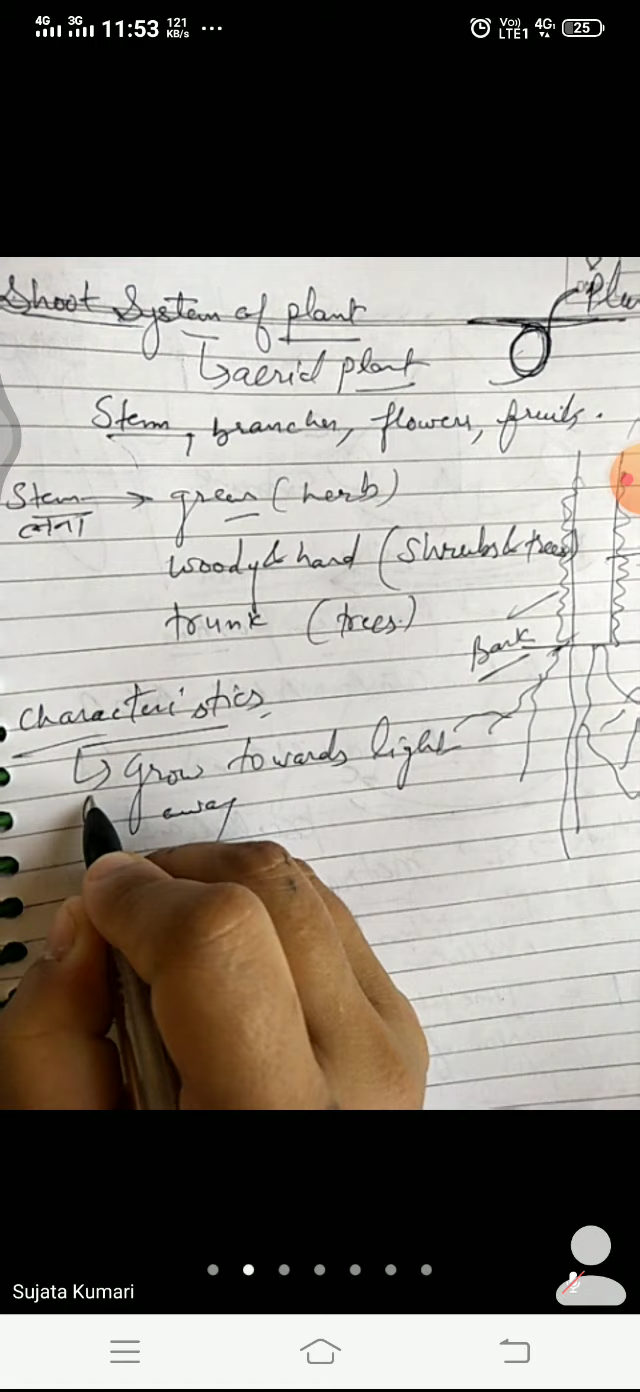 4G 3G 11:53 121 KB/s ... Vo)) LTE1 4G 25
Shoot System of plant
↳ aerial plant
Stem, branches, flowers, fruits.
Stem → green (herb)
तना
woody & hard (shrubs & trees)
trunk (trees)
Bark
Characteristics
↳ Grow towards light
away
Sujata Kumari